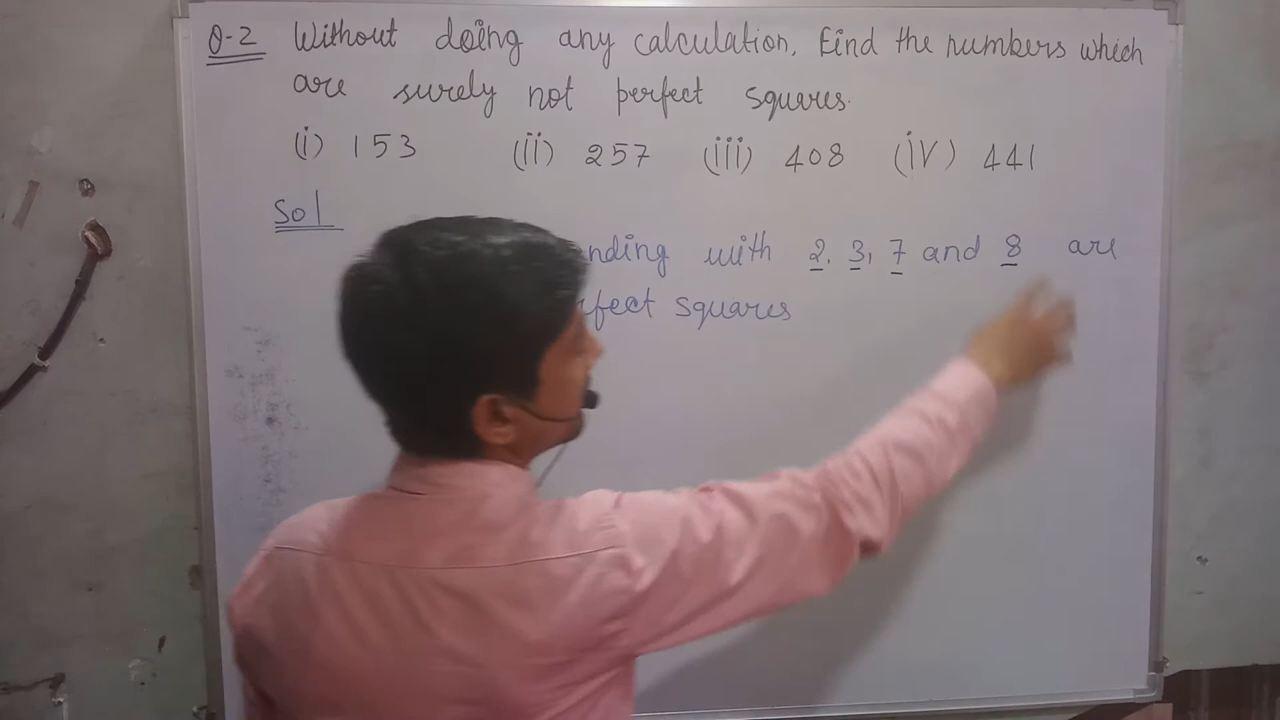 Q-2 Without doing any calculation. Find the numbers which
are surely not perfect squares.
(i) 153 (ii) 257 (iii) 408 (iv) 441
Sol
nding with 2, 3, 7 and 8 are
fect squares